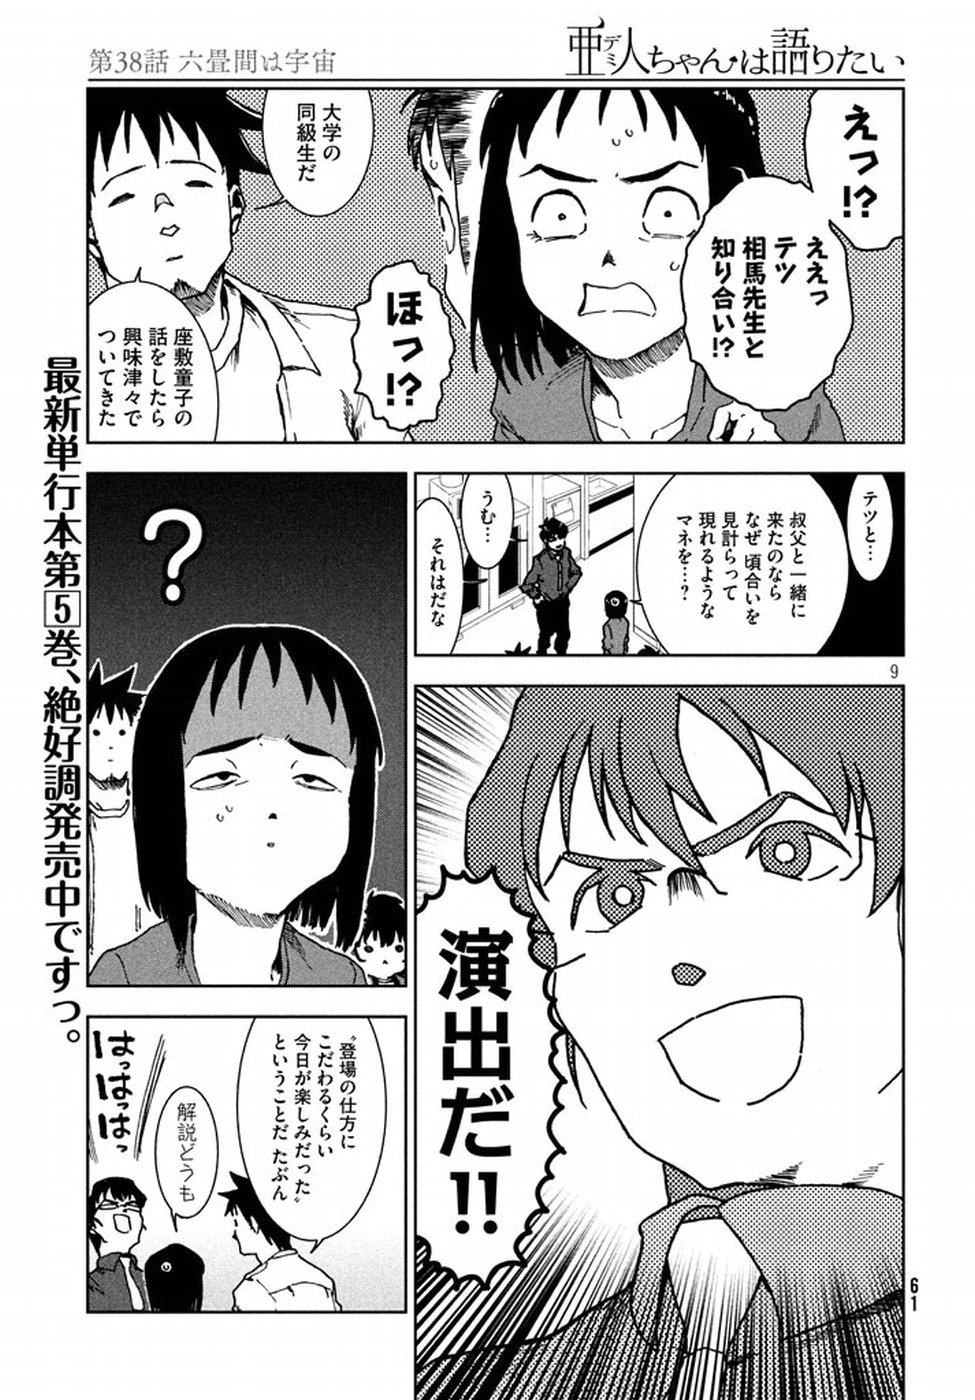 第38話 六畳間は宇宙
亜人ちゃんは語りたい
デミ
えっ!?
ええっ
テツ
相馬先生と
知り合い!?
大学の
同級生だ
ほっ!?
座敷童子の
話をしたら
興味津々で
ついてきた
テツと…
叔父と一緒に
来たのなら
なぜ頃合いを
見計らって
現れるような
マネを…?
うむ…
それはだな
9
演出だ!!
?
〝登場の仕方に
こだわるくらい
今日が楽しみだった〟
ということだ たぶん
解説どうも
はっはっはっ
最新単行本第5巻、絶好調発売中ですっ。
61